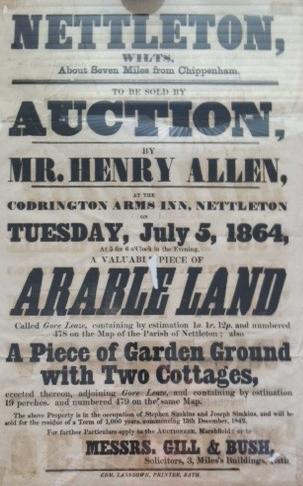 NETTLETON,
WILTS,
About Seven Miles from Chippenham.
TO BE SOLD BY
AUCTION,
BY
MR. HENRY ALLEN,
AT THE
CODRINGTON ARMS INN, NETTLETON
ON
TUESDAY, July 5, 1864,
At 5 for 6 o'Clock in the Evening,
A VALUABLE PIECE OF
ARABLE LAND
Called Gore Leaze, containing by estimation 1a. 1r. 12p. and numbered
478 on the Map of the Parish of Nettleton; also
A Piece of Garden Ground
with Two Cottages,
erected thereon, adjoining Gore Leaze, and containing by estimation
19 perches. and numbered 479 on the same Map.
The above Property is in the occupation of Stephen Simkins and Joseph Simkins, and will be
sold for the residue of a Term of 1,000 years, commencing 13th December,
For further Particulars apply to the AUCTIONEER, Marshfield; or to
MESSRS. GILL & BUSH,
Solicitors, 3, Miles's Buildings, Bath
EDM. LANSDOWN, PRINTER, BATH.